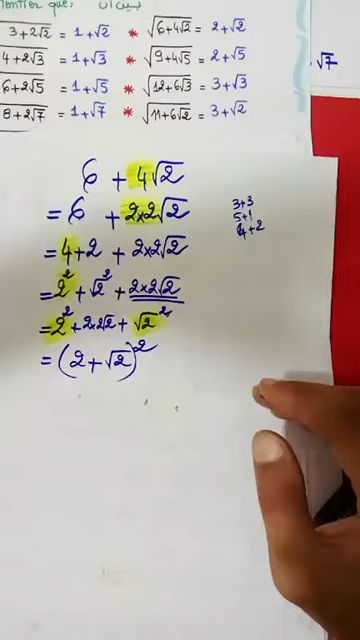 que: بيّن أن
√3+2√2 = 1+√2 * √6+4√2 = 2+√2
4+2√3 = 1+√3 * √9+4√5 = 2+√5
6+2√5 = 1+√5 * √12+6√3 = 3+√3
8+2√7 = 1+√7 * √11+6√2 = 3+√2
√7
6 + 4√2
= 6 + 2×2√2
= 4+2 + 2×2√2
= 2² + √2² + 2×2√2
= 2² + 2×2√2 + √2²
= (2+√2)²
3+3
5+1
4+2